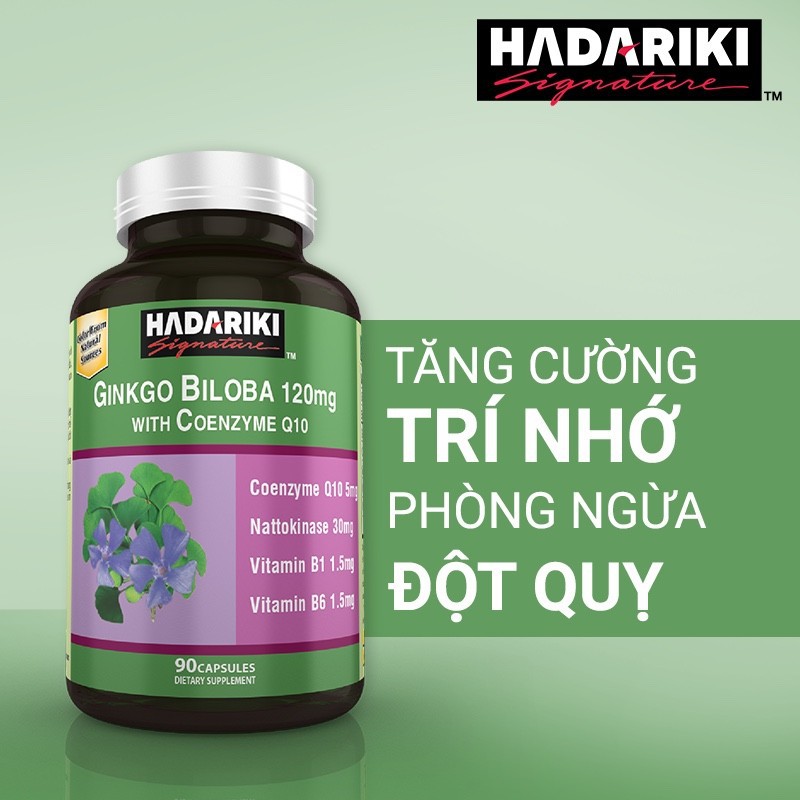 HADARIKI
Signature
TM
HADARIKI
Signature
TM
GINKGO BILOBA 120mg
WITH COENZYME Q10
Coenzyme Q10 5mg
Nattokinase 30mg
Vitamin B1 1.5mg
Vitamin B6 1.5mg
90 CAPSULES
DIETARY SUPPLEMENT
TĂNG CƯỜNG
TRÍ NHỚ
PHÒNG NGỪA
ĐỘT QUỴ